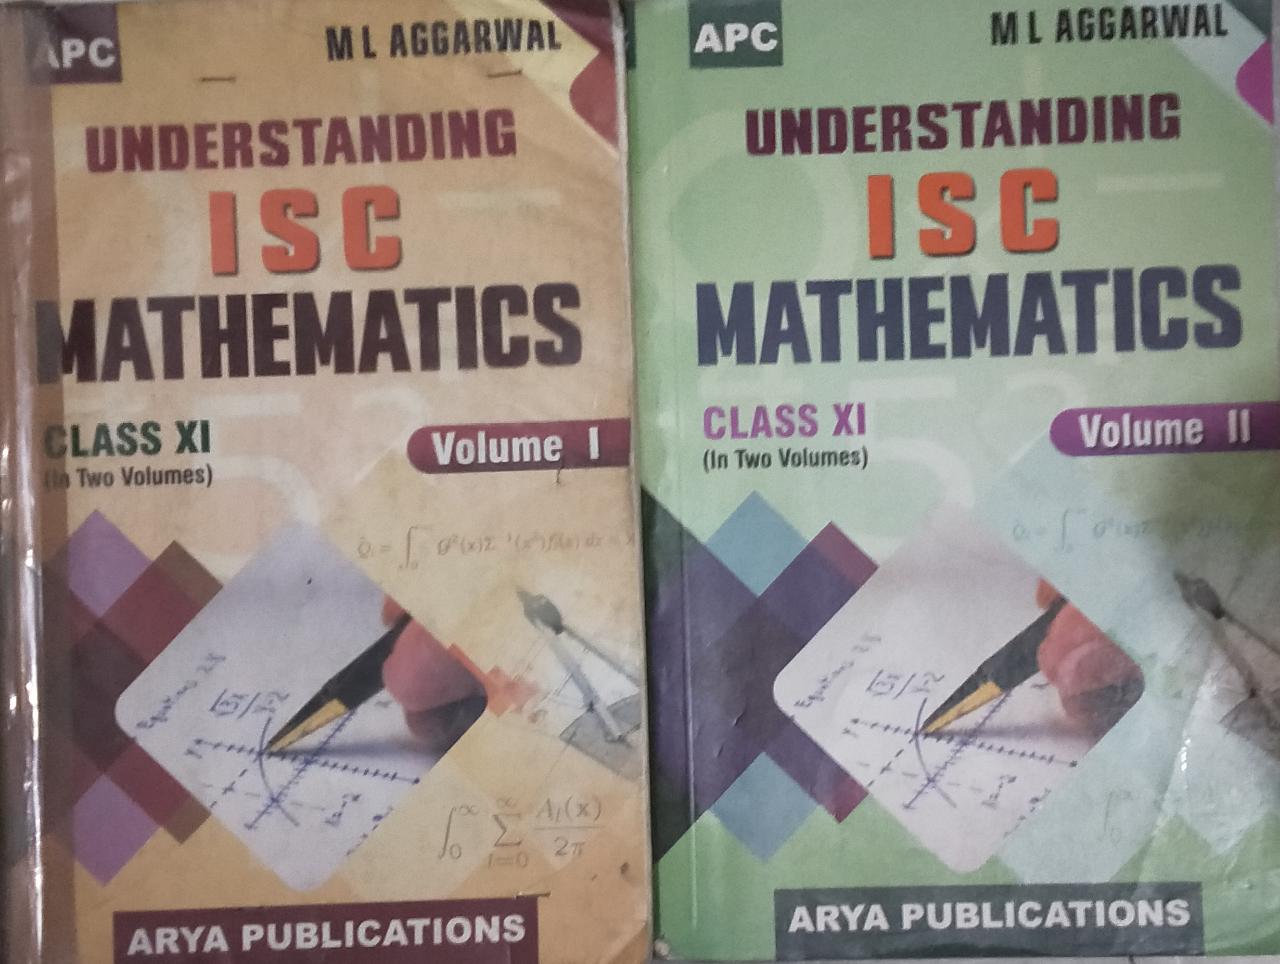 APC
M L AGGARWAL
UNDERSTANDING
ISC
MATHEMATICS
CLASS XI
(In Two Volumes)
Volume I
ARYA PUBLICATIONS
APC
M L AGGARWAL
UNDERSTANDING
ISC
MATHEMATICS
CLASS XI
(In Two Volumes)
Volume II
ARYA PUBLICATIONS